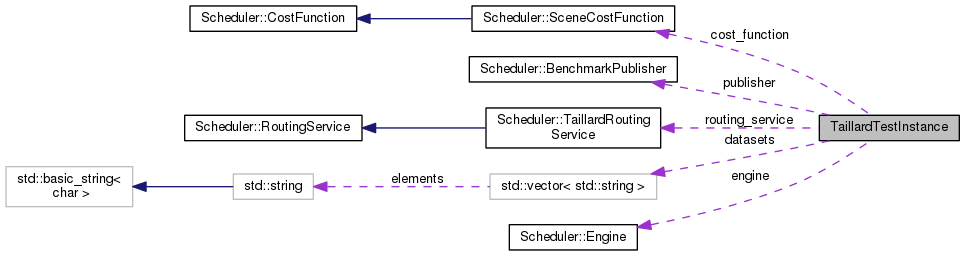 Scheduler::CostFunction
Scheduler::SceneCostFunction
cost_function
Scheduler::BenchmarkPublisher
publisher
Scheduler::RoutingService
Scheduler::TaillardRouting
Service
routing_service
TaillardTestInstance
datasets
std::basic_string<
char >
std::string
elements
std::vector< std::string >
engine
Scheduler::Engine